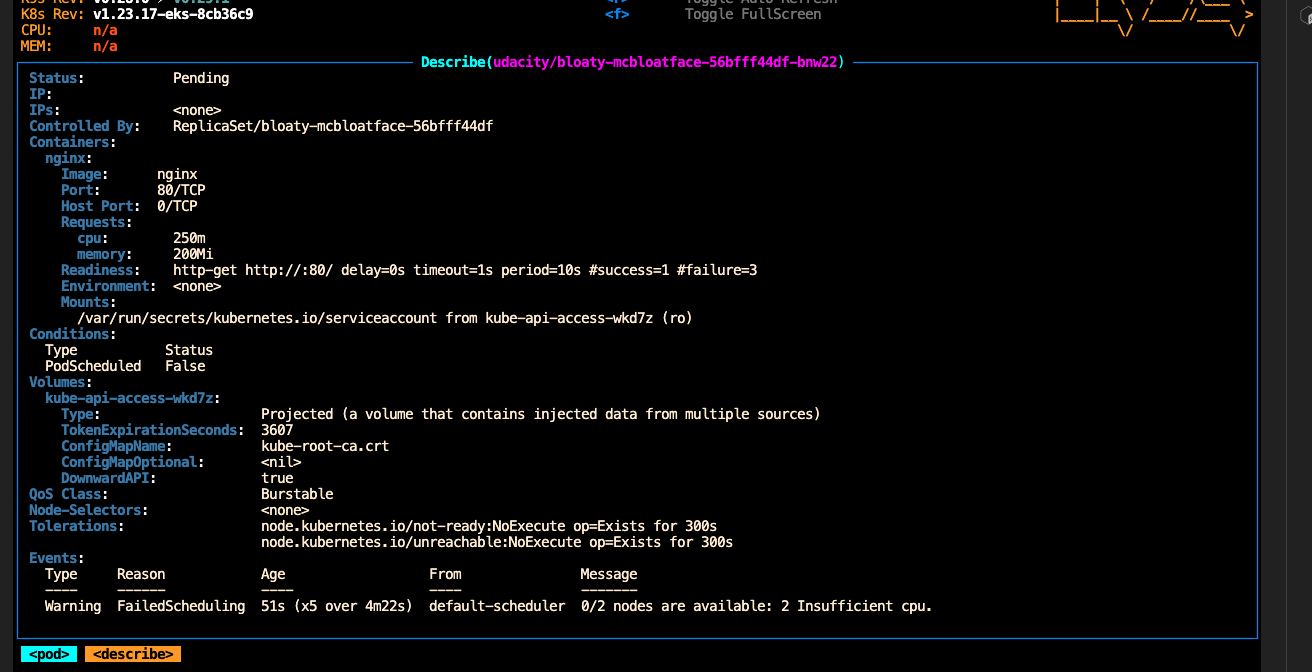 K8s Rev: v1.23.17-eks-8cb36c9 <f> Toggle FullScreen
CPU: n/a
MEM: n/a
Describe(udacity/bloaty-mcbloatface-56bfff44df-bnw22)
Status: Pending
IP:
IPs: <none>
Controlled By: ReplicaSet/bloaty-mcbloatface-56bfff44df
Containers:
nginx:
Image: nginx
Port: 80/TCP
Host Port: 0/TCP
Requests:
cpu: 250m
memory: 200Mi
Readiness: http-get http://:80/ delay=0s timeout=1s period=10s #success=1 #failure=3
Environment: <none>
Mounts:
/var/run/secrets/kubernetes.io/serviceaccount from kube-api-access-wkd7z (ro)
Conditions:
Type Status
PodScheduled False
Volumes:
kube-api-access-wkd7z:
Type: Projected (a volume that contains injected data from multiple sources)
TokenExpirationSeconds: 3607
ConfigMapName: kube-root-ca.crt
ConfigMapOptional: <nil>
DownwardAPI: true
QoS Class: Burstable
Node-Selectors: <none>
Tolerations: node.kubernetes.io/not-ready:NoExecute op=Exists for 300s
node.kubernetes.io/unreachable:NoExecute op=Exists for 300s
Events:
Type Reason Age From Message
---- ------ ---- ---- -------
Warning FailedScheduling 51s (x5 over 4m22s) default-scheduler 0/2 nodes are available: 2 Insufficient cpu.
<pod> <describe>